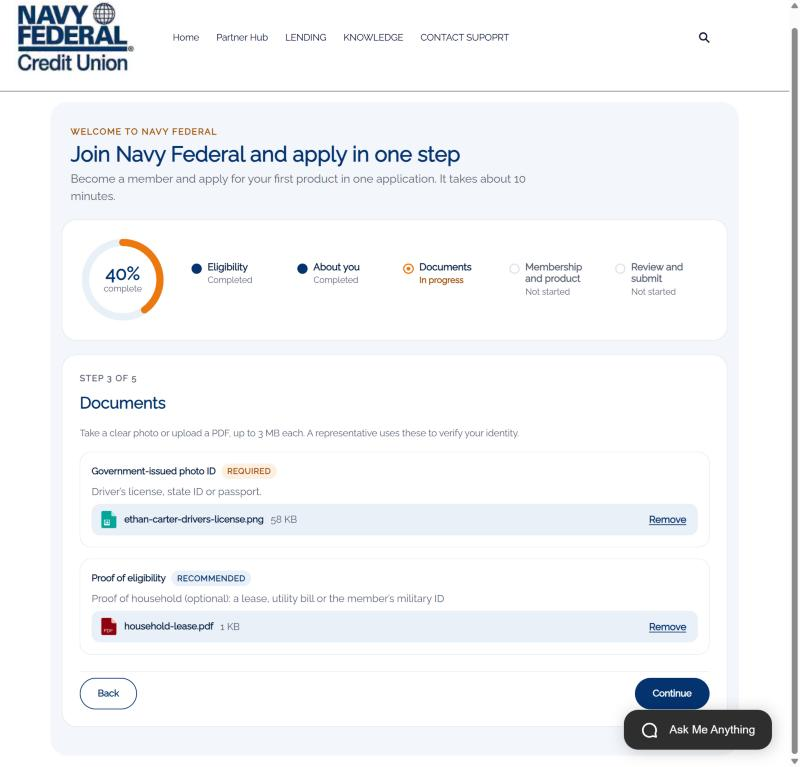 NAVY
FEDERAL®
Credit Union
Home Partner Hub LENDING KNOWLEDGE CONTACT SUPOPRT
WELCOME TO NAVY FEDERAL
Join Navy Federal and apply in one step
Become a member and apply for your first product in one application. It takes about 10
minutes.
40%
complete
Eligibility
Completed
About you
Completed
Documents
In progress
Membership
and product
Not started
Review and
submit
Not started
STEP 3 OF 5
Documents
Take a clear photo or upload a PDF, up to 3 MB each. A representative uses these to verify your identity.
Government-issued photo ID REQUIRED
Driver's license, state ID or passport.
ethan-carter-drivers-license.png 58 KB Remove
Proof of eligibility RECOMMENDED
Proof of household (optional): a lease, utility bill or the member's military ID
PDF household-lease.pdf 1 KB Remove
Back Continue
Ask Me Anything